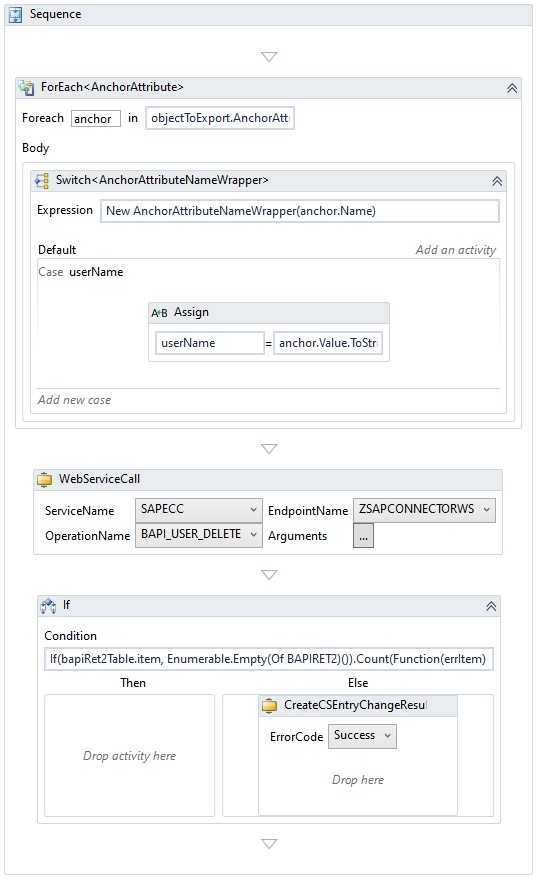 Sequence
ForEach<AnchorAttribute>
Foreach anchor in objectToExport.AnchorAtt
Body
Switch<AnchorAttributeNameWrapper>
Expression New AnchorAttributeNameWrapper(anchor.Name)
Default Add an activity
Case userName
A+B Assign
userName = anchor.Value.ToStri
Add new case
WebServiceCall
ServiceName SAPECC EndpointName ZSAPCONNECTORWS
OperationName BAPI_USER_DELETE Arguments ...
If
Condition
If(bapiRet2Table.item, Enumerable.Empty(Of BAPIRET2)()).Count(Function(errItem)
Then Else
CreateCSEntryChangeResul
ErrorCode Success
Drop activity here
Drop here